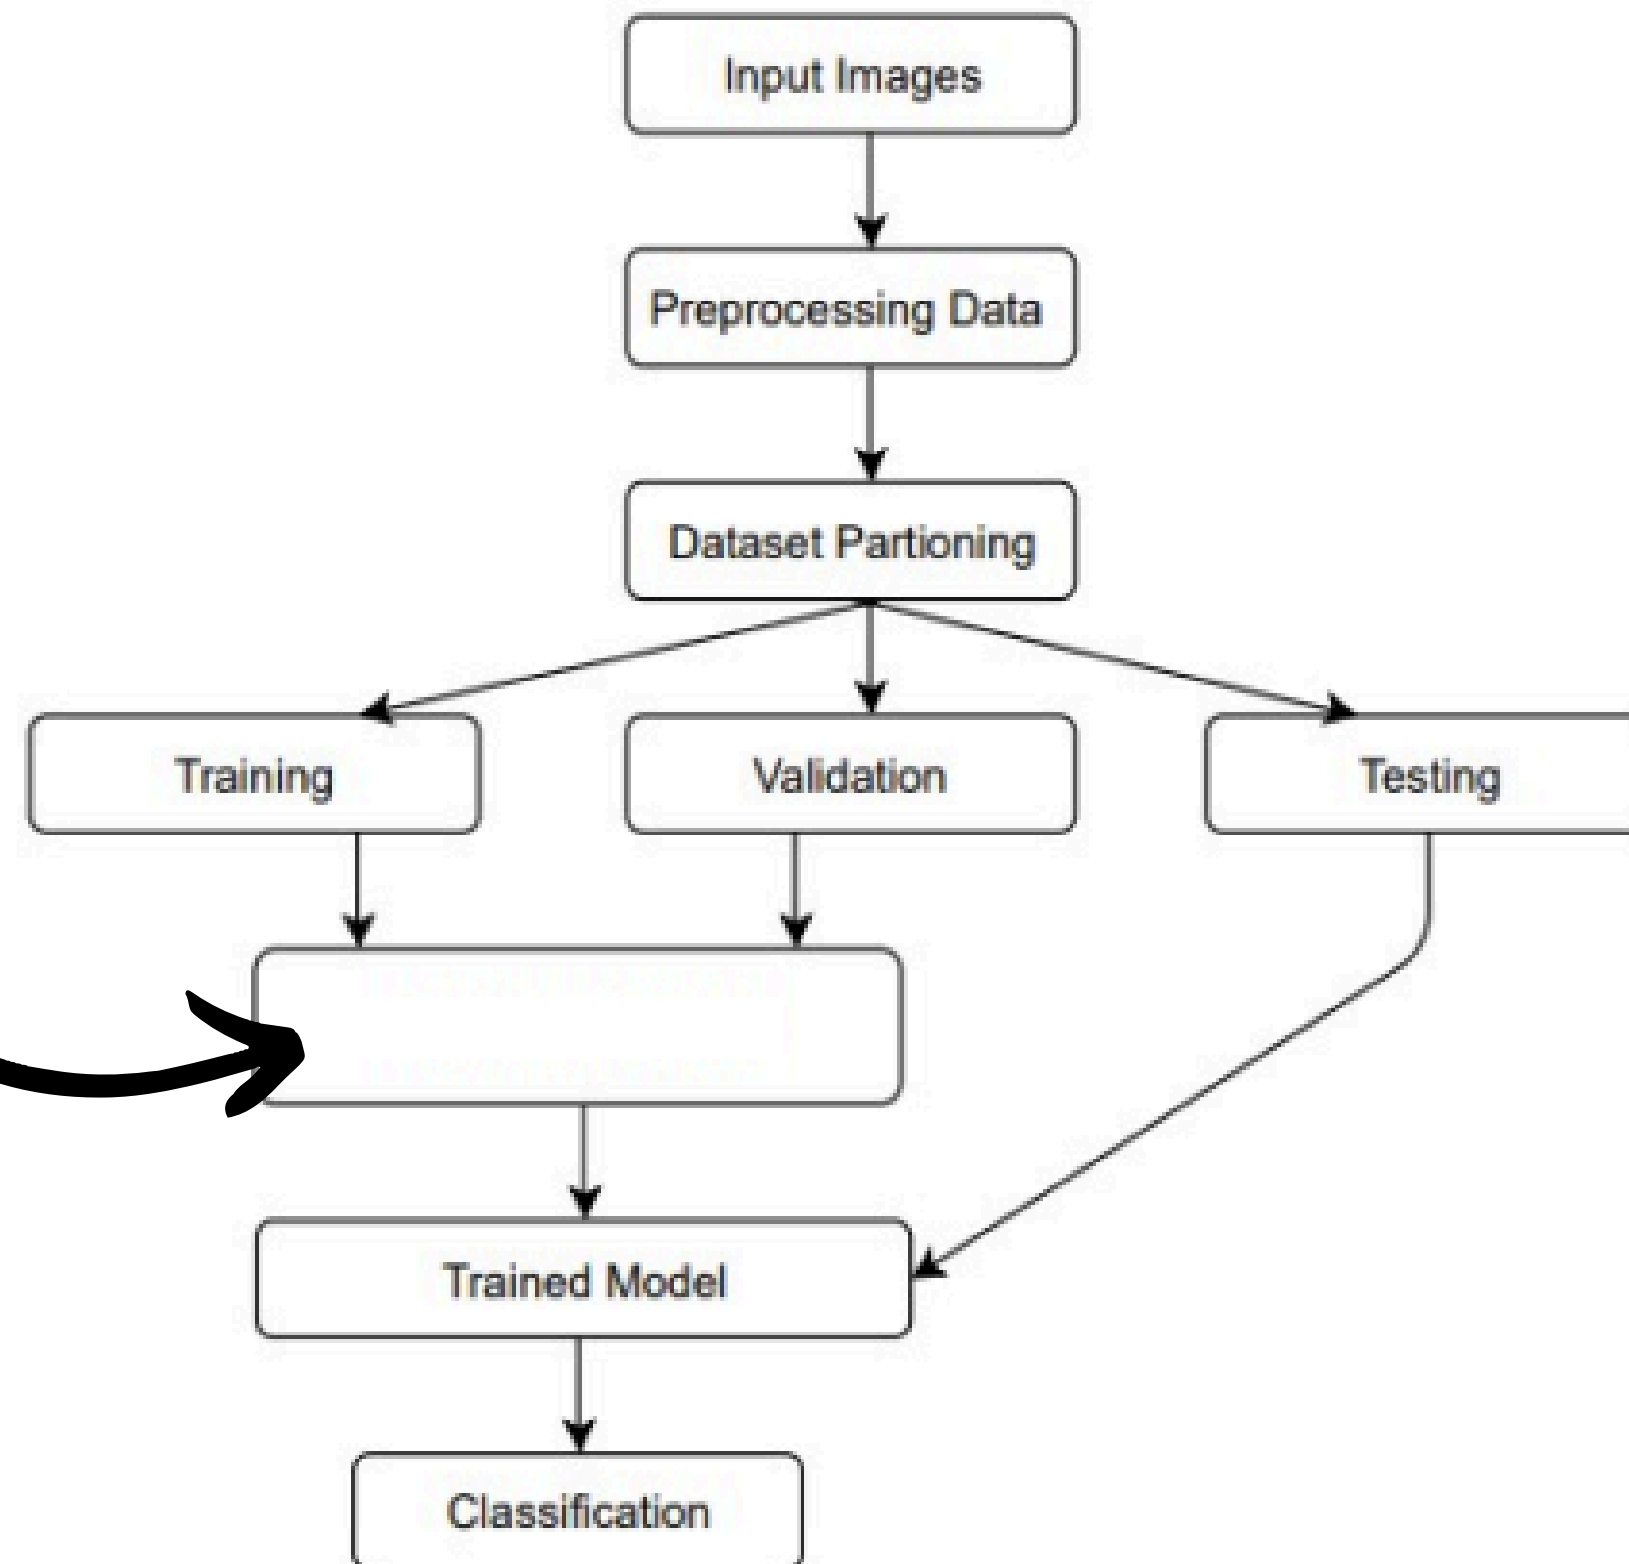 Input Images
Preprocessing Data
Dataset Partioning
Training
Validation
Testing
Trained Model
Classification